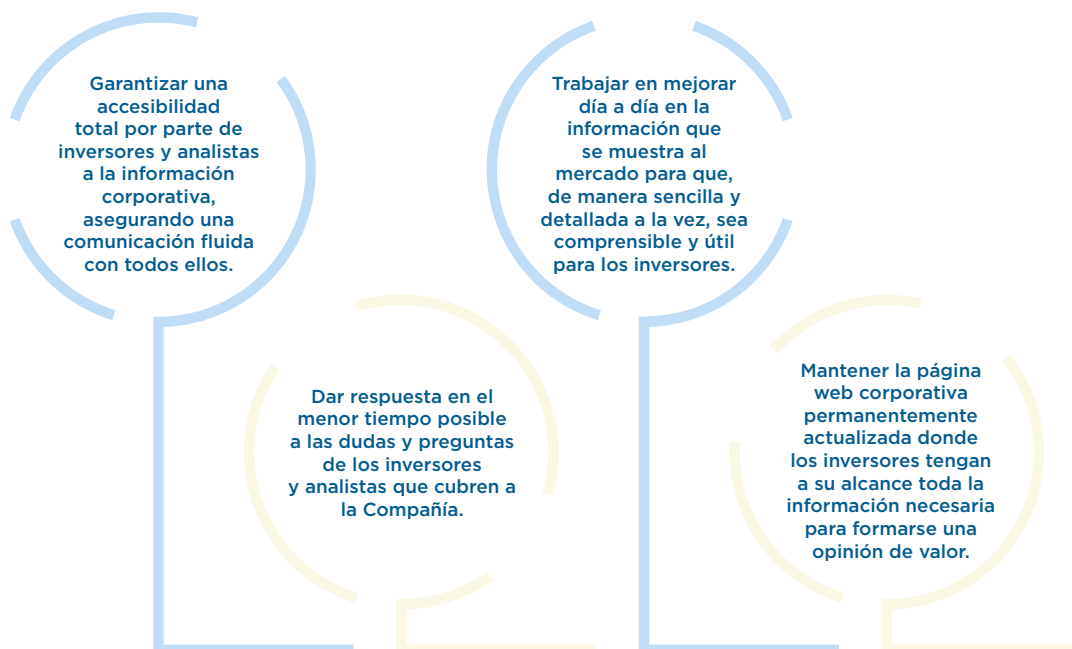 Garantizar una
accesibilidad
total por parte de
inversores y analistas
a la información
corporativa,
asegurando una
comunicación fluida
con todos ellos.
Dar respuesta en el
menor tiempo posible
a las dudas y preguntas
de los inversores
y analistas que cubren a
la Compañía.
Trabajar en mejorar
día a día en la
información que
se muestra al
mercado para que,
de manera sencilla y
detallada a la vez, sea
comprensible y útil
para los inversores.
Mantener la página
web corporativa
permanentemente
actualizada donde
los inversores tengan
a su alcance toda la
información necesaria
para formarse una
opinión de valor.